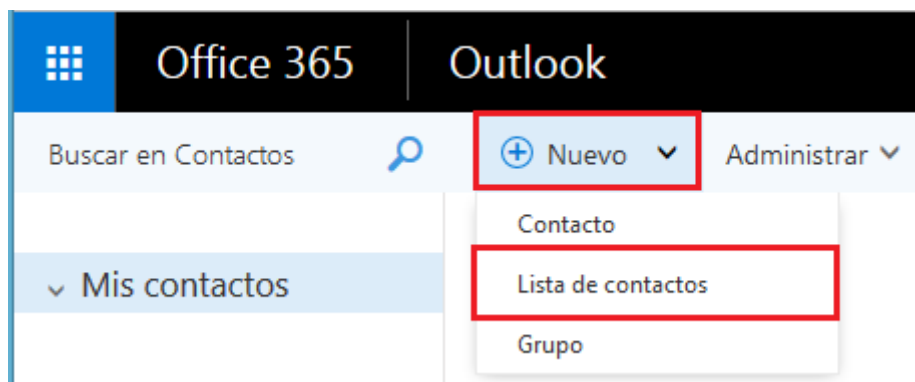 Office 365 Outlook
Buscar en Contactos Nuevo Administrar
Contacto
Mis contactos Lista de contactos
Grupo